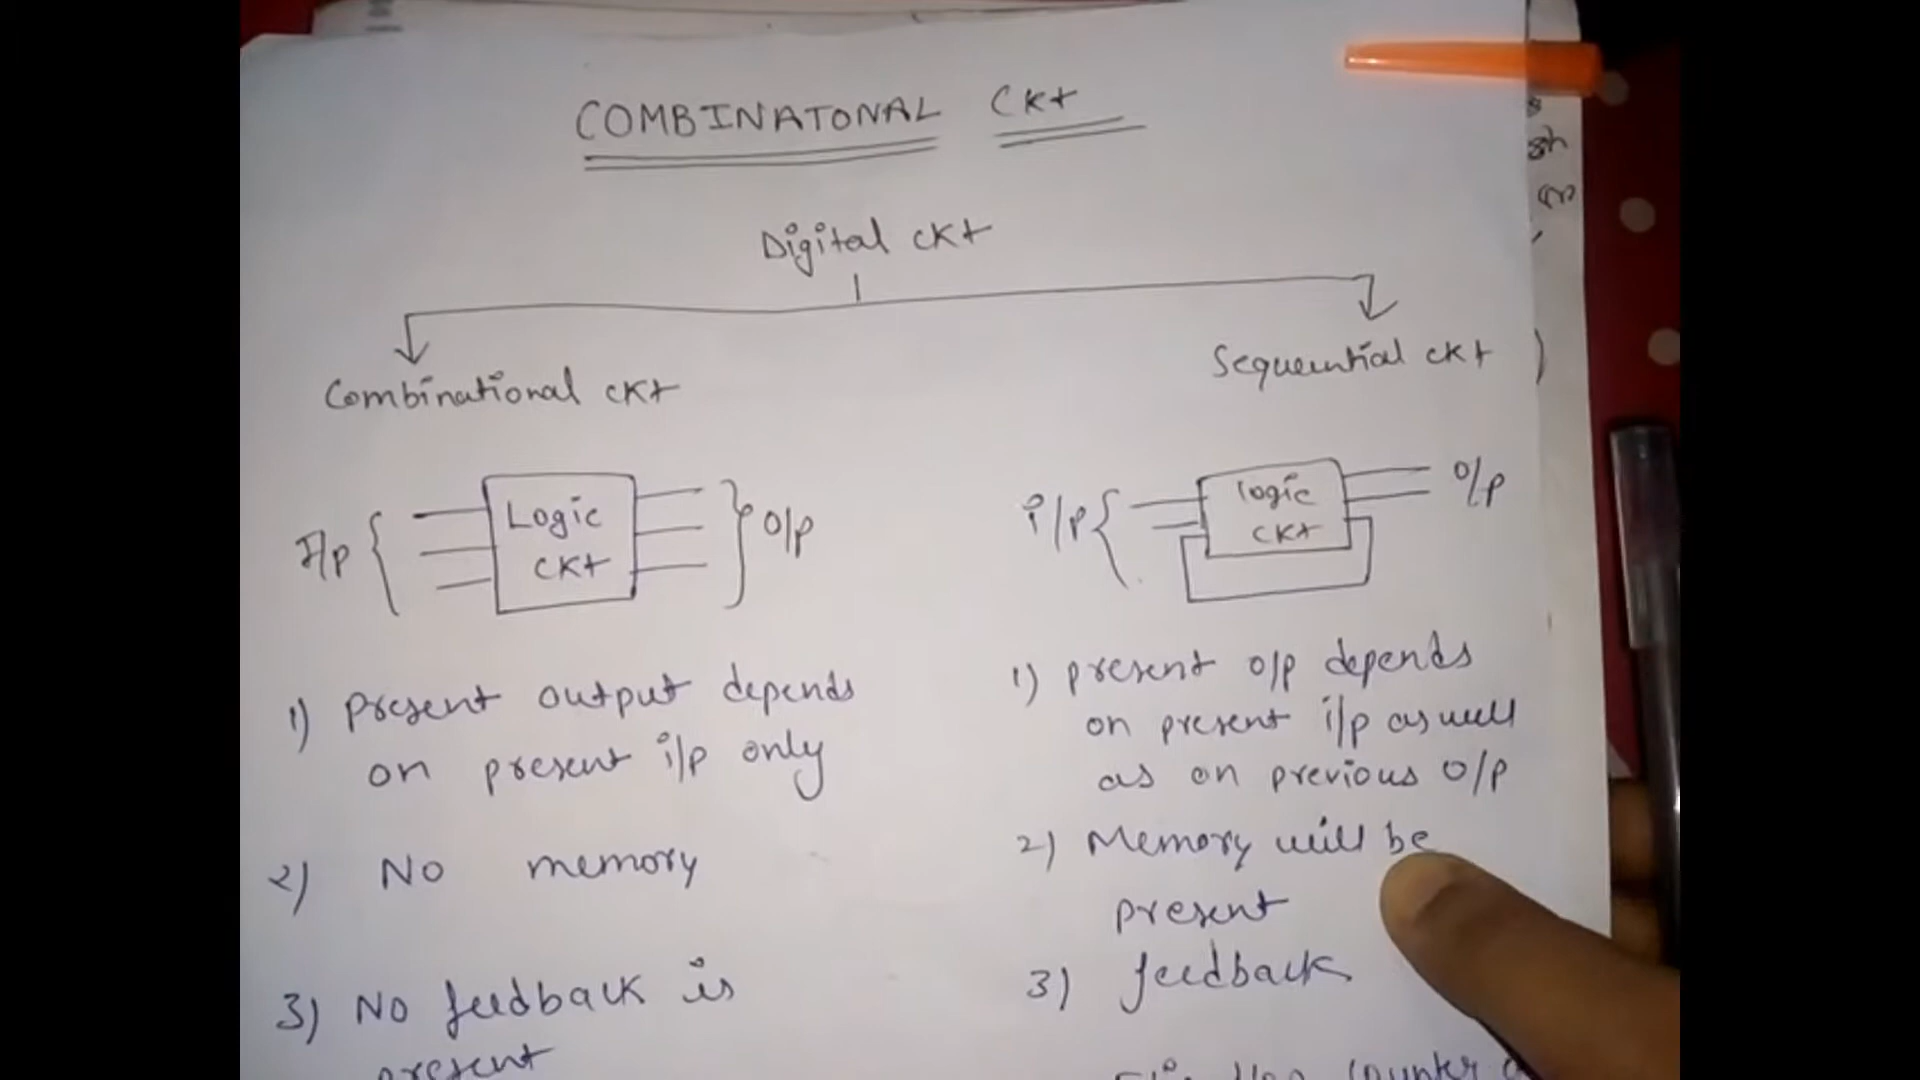 COMBINATONAL CKt
Digital CKt
Combinational CKt
Sequential CKt
I/p
Logic
CKt
O/p
i/p
logic
CKt
O/p
1) Present output depends
on present i/p only
2) No memory
3) No feedback is
present
1) present o/p depends
on present i/p as well
as on previous O/p
2) Memory will be
present
3) feedback
counter